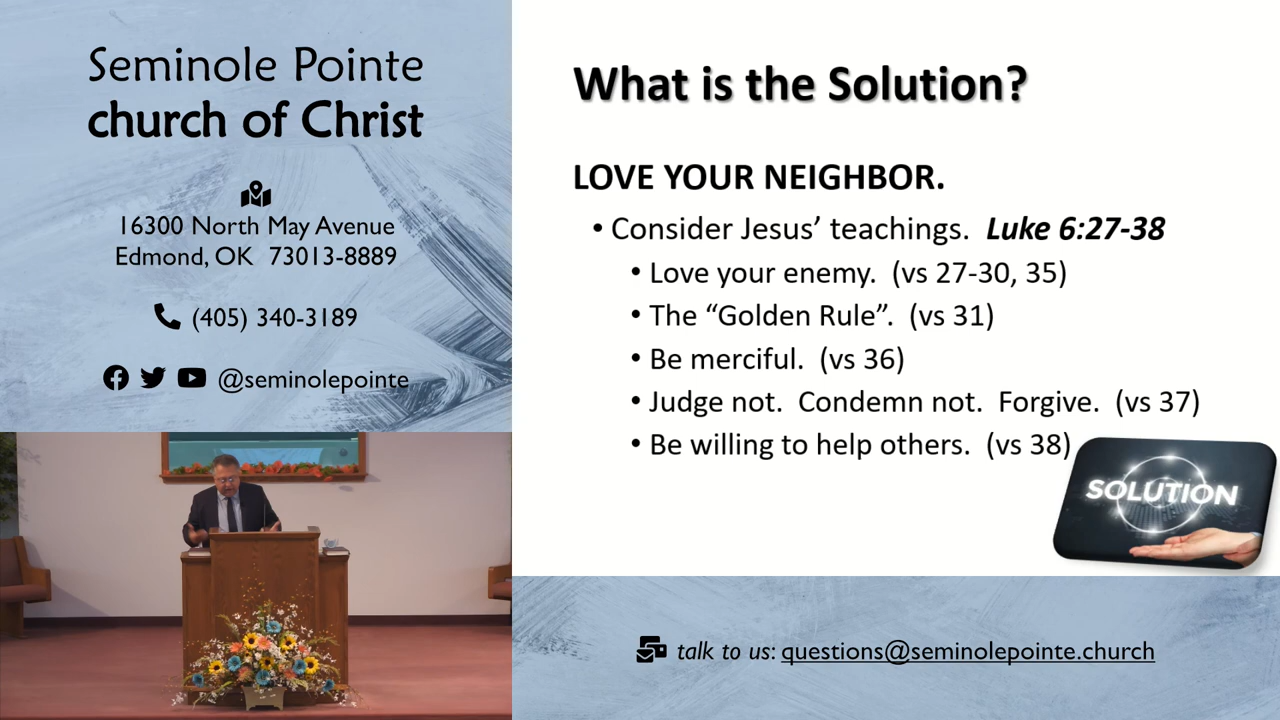 Seminole Pointe
church of Christ
16300 North May Avenue
Edmond, OK  73013-8889
(405) 340-3189
@seminolepointe
What is the Solution?
LOVE YOUR NEIGHBOR.
• Consider Jesus’ teachings.  Luke 6:27-38
• Love your enemy.  (vs 27-30, 35)
• The “Golden Rule”.  (vs 31)
• Be merciful.  (vs 36)
• Judge not.  Condemn not.  Forgive.  (vs 37)
• Be willing to help others.  (vs 38)
SOLUTION
talk to us: questions@seminolepointe.church